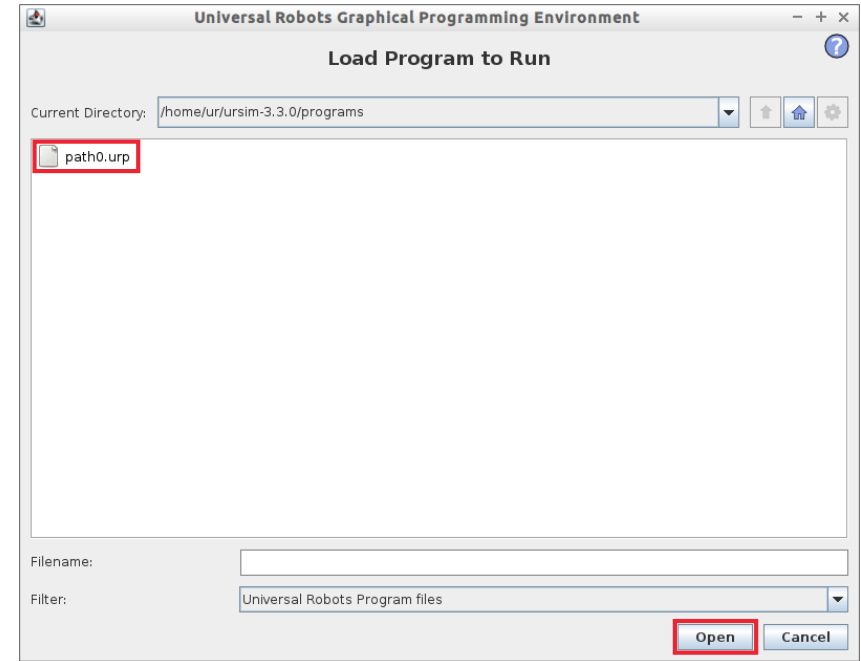 Universal Robots Graphical Programming Environment
Load Program to Run
?
Current Directory: /home/ur/ursim-3.3.0/programs
path0.urp
Filename:
Filter: Universal Robots Program files
Open Cancel